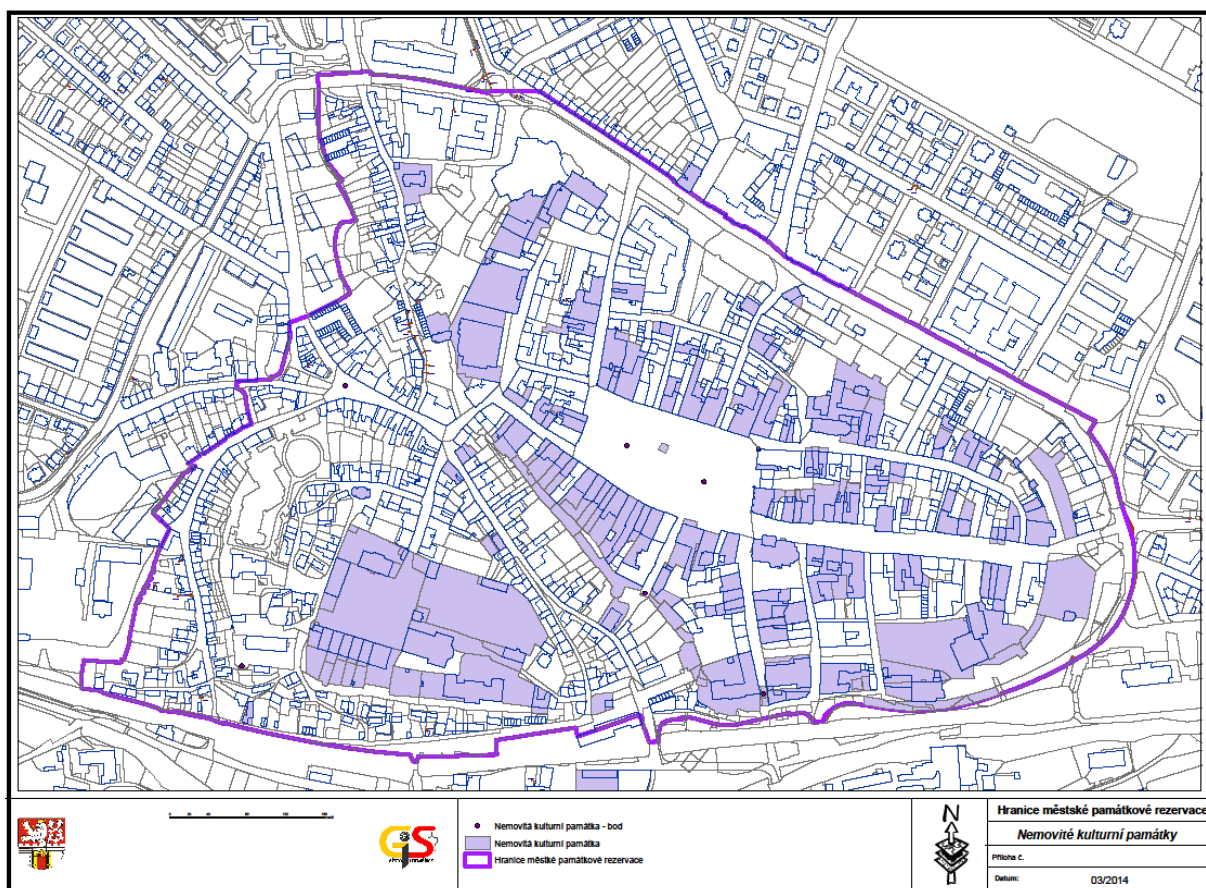 GIS
Nemovitá kulturní památka - bod
Nemovitá kulturní památka
Hranice městské památkové rezervace
N
Hranice městské památkové rezervace
Nemovité kulturní památky
Příloha č.
Datum: 03/2014